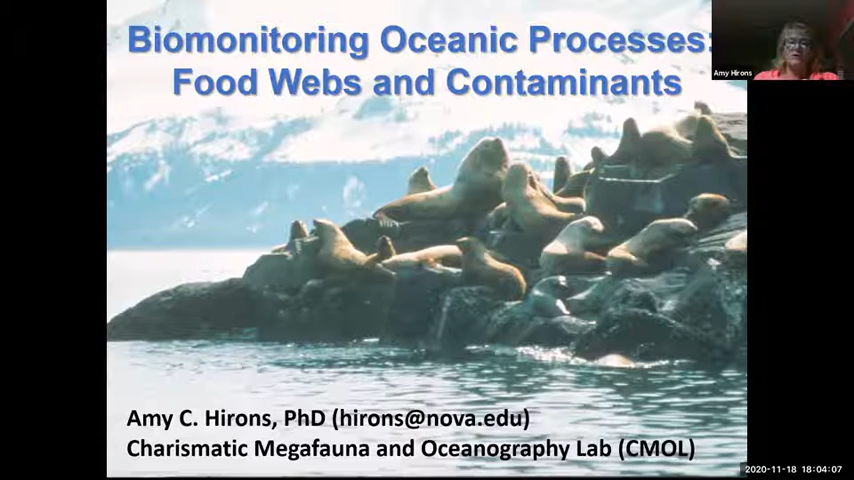 Biomonitoring Oceanic Processes:
Food Webs and Contaminants
Amy Hirons
Amy C. Hirons, PhD (hirons@nova.edu)
Charismatic Megafauna and Oceanography Lab (CMOL)
2020-11-18 18:04:07